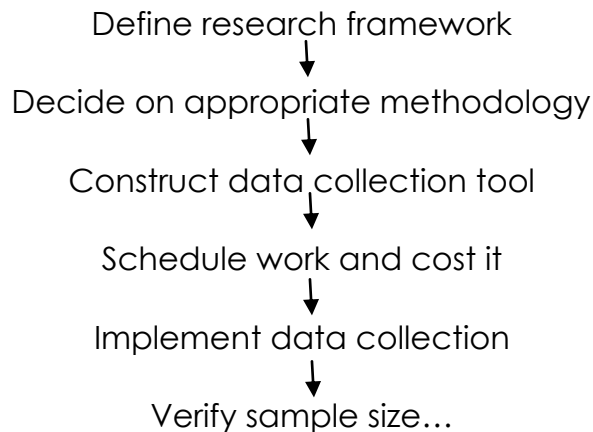 Define research framework
Decide on appropriate methodology
Construct data collection tool
Schedule work and cost it
Implement data collection
Verify sample size…